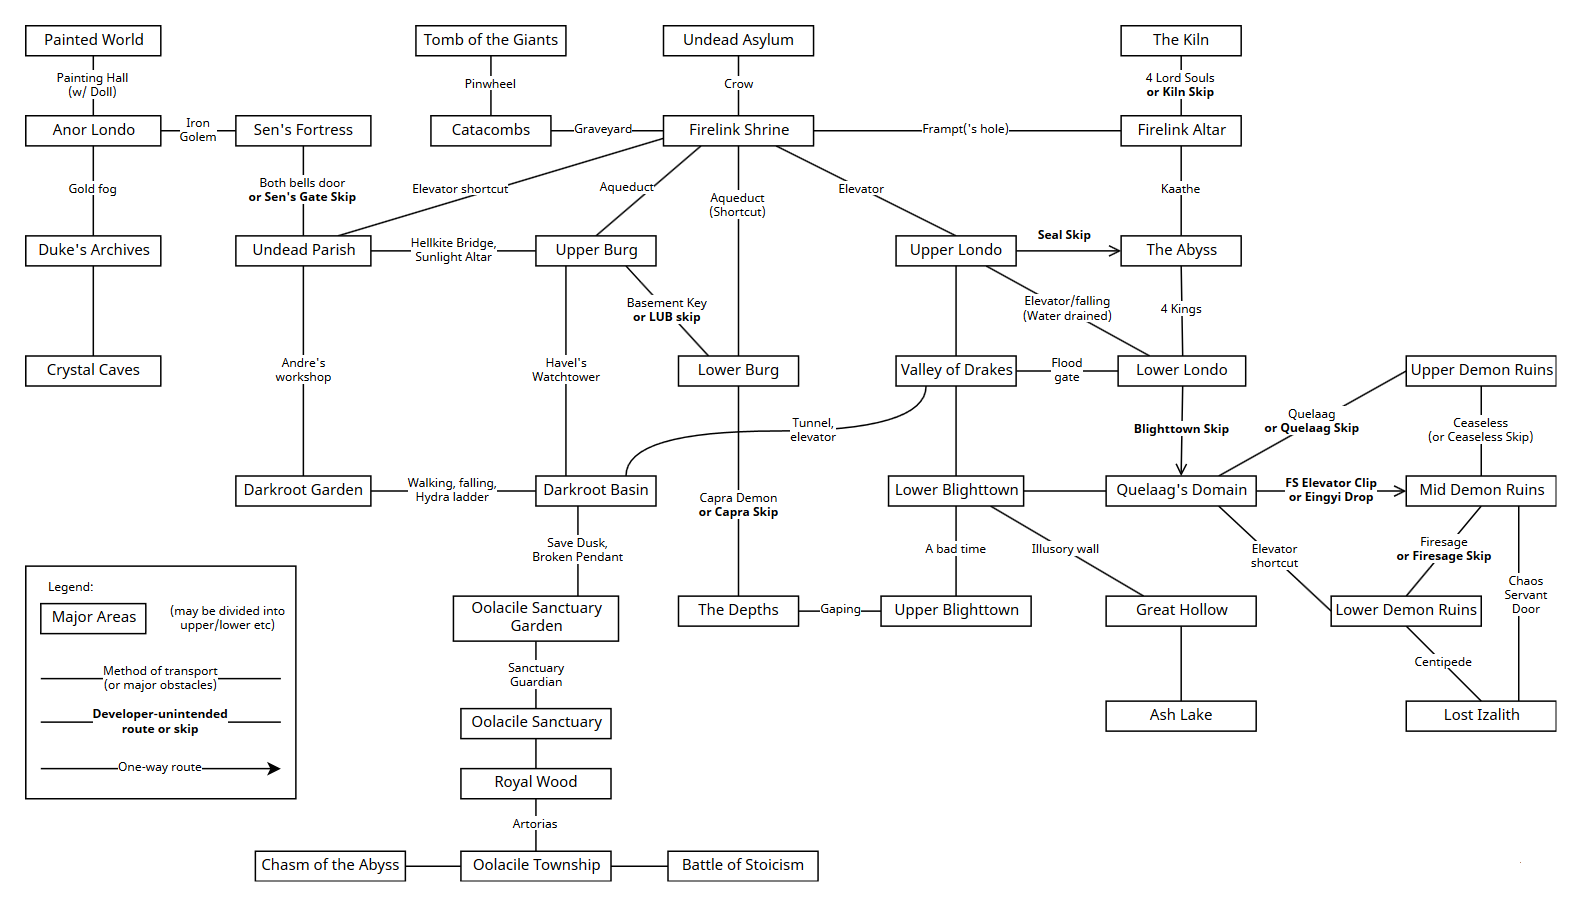 Painted World
Tomb of the Giants
Undead Asylum
The Kiln
Painting Hall
(w/ Doll)
Pinwheel
Crow
4 Lord Souls
or Kiln Skip
Anor Londo
Iron
Golem
Sen's Fortress
Catacombs
Graveyard
Firelink Shrine
Frampt('s hole)
Firelink Altar
Gold fog
Both bells door
or Sen's Gate Skip
Elevator shortcut
Aqueduct
Aqueduct
(Shortcut)
Elevator
Kaathe
Duke's Archives
Undead Parish
Hellkite Bridge,
Sunlight Altar
Upper Burg
Upper Londo
Seal Skip
The Abyss
Basement Key
or LUB skip
Elevator/falling
(Water drained)
4 Kings
Crystal Caves
Andre's
workshop
Havel's
Watchtower
Lower Burg
Valley of Drakes
Flood
gate
Lower Londo
Upper Demon Ruins
Tunnel,
elevator
Blighttown Skip
Quelaag
or Quelaag Skip
Ceaseless
(or Ceaseless Skip)
Darkroot Garden
Walking, falling,
Hydra ladder
Darkroot Basin
Capra Demon
or Capra Skip
Lower Blighttown
Quelaag's Domain
FS Elevator Clip
or Eingyi Drop
Mid Demon Ruins
Save Dusk,
Broken Pendant
A bad time
Illusory wall
Elevator
shortcut
Firesage
or Firesage Skip
Chaos
Servant
Door
Legend:
Major Areas
(may be divided into
upper/lower etc)
Method of transport
(or major obstacles)
Developer-unintended
route or skip
One-way route
Oolacile Sanctuary
Garden
The Depths
Gaping
Upper Blighttown
Great Hollow
Lower Demon Ruins
Sanctuary
Guardian
Centipede
Oolacile Sanctuary
Ash Lake
Lost Izalith
Royal Wood
Artorias
Chasm of the Abyss
Oolacile Township
Battle of Stoicism